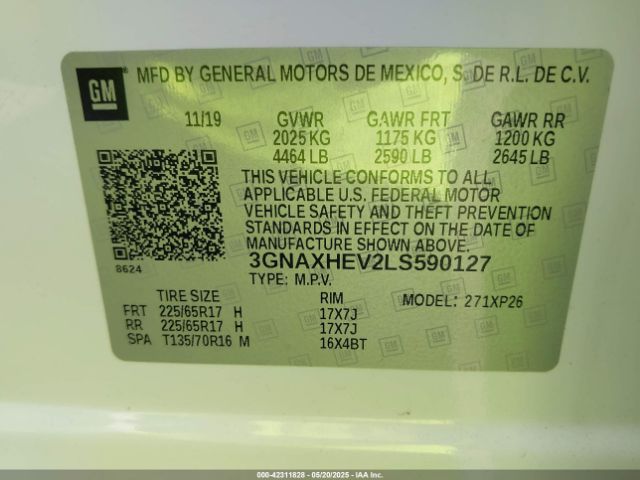 GM
MFD BY GENERAL MOTORS DE MEXICO, S. DE R.L. DE C.V.
11/19 GVWR GAWR FRT GAWR RR
2025 KG 1175 KG 1200 KG
4464 LB 2590 LB 2645 LB
THIS VEHICLE CONFORMS TO ALL
APPLICABLE U.S. FEDERAL MOTOR
VEHICLE SAFETY AND THEFT PREVENTION
STANDARDS IN EFFECT ON THE DATE OF
MANUFACTURE SHOWN ABOVE.
8624
3GNAXHEV2LS590127
TYPE: M.P.V.
TIRE SIZE RIM MODEL: 271XP26
FRT 225/65R17 H 17X7J
RR 225/65R17 H 17X7J
SPA T135/70R16 M 16X4BT
000-42311828 - 05/20/2025 - IAAI.COM